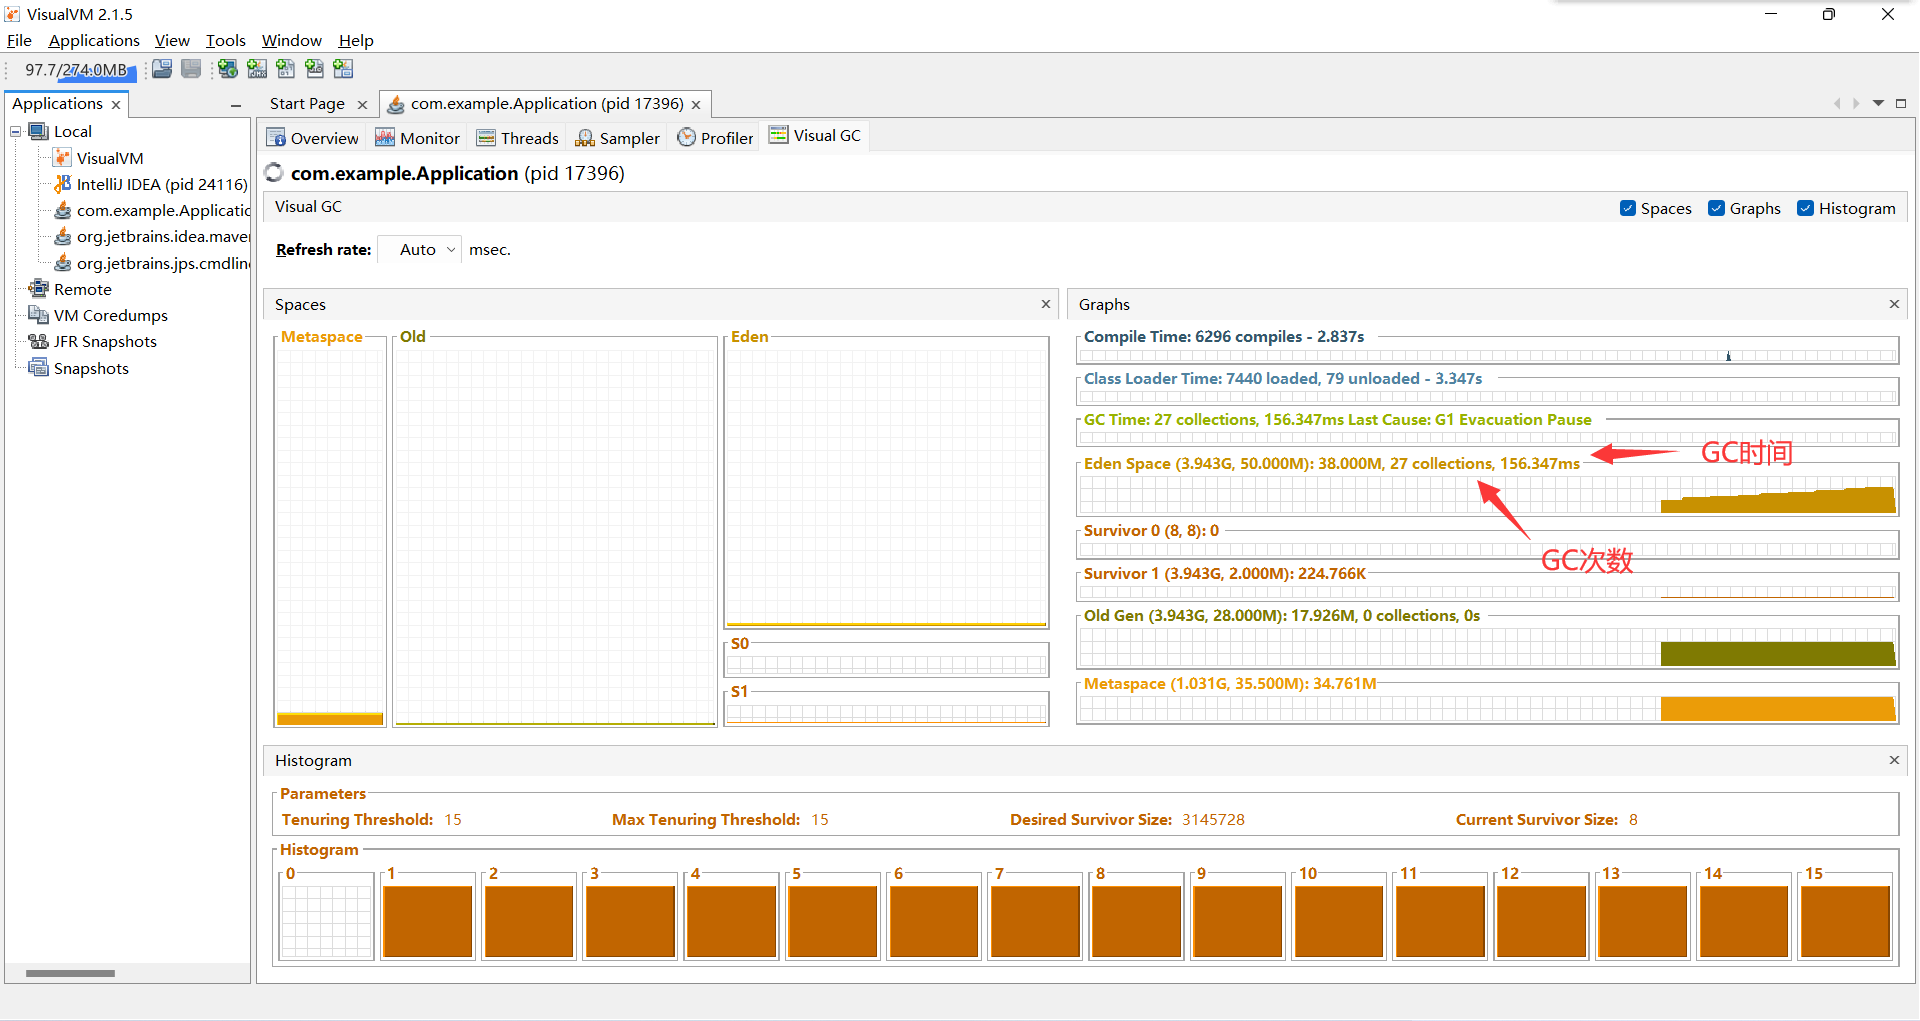 VisualVM 2.1.5
File Applications View Tools Window Help
97.7/274.0MB
Applications
Start Page
com.example.Application (pid 17396)
Local
VisualVM
IntelliJ IDEA (pid 24116)
com.example.Applicatio
org.jetbrains.idea.maver
org.jetbrains.jps.cmdline
Remote
VM Coredumps
JFR Snapshots
Snapshots
Overview Monitor Threads Sampler Profiler Visual GC
com.example.Application (pid 17396)
Visual GC
Spaces Graphs Histogram
Refresh rate: Auto msec.
Spaces
Metaspace
Old
Eden
S0
S1
Graphs
Compile Time: 6296 compiles - 2.837s
Class Loader Time: 7440 loaded, 79 unloaded - 3.347s
GC Time: 27 collections, 156.347ms Last Cause: G1 Evacuation Pause
Eden Space (3.943G, 50.000M): 38.000M, 27 collections, 156.347ms
GC时间
Survivor 0 (8, 8): 0
GC次数
Survivor 1 (3.943G, 2.000M): 224.766K
Old Gen (3.943G, 28.000M): 17.926M, 0 collections, 0s
Metaspace (1.031G, 35.500M): 34.761M
Histogram
Parameters
Tenuring Threshold: 15 Max Tenuring Threshold: 15 Desired Survivor Size: 3145728 Current Survivor Size: 8
Histogram
0 1 2 3 4 5 6 7 8 9 10 11 12 13 14 15